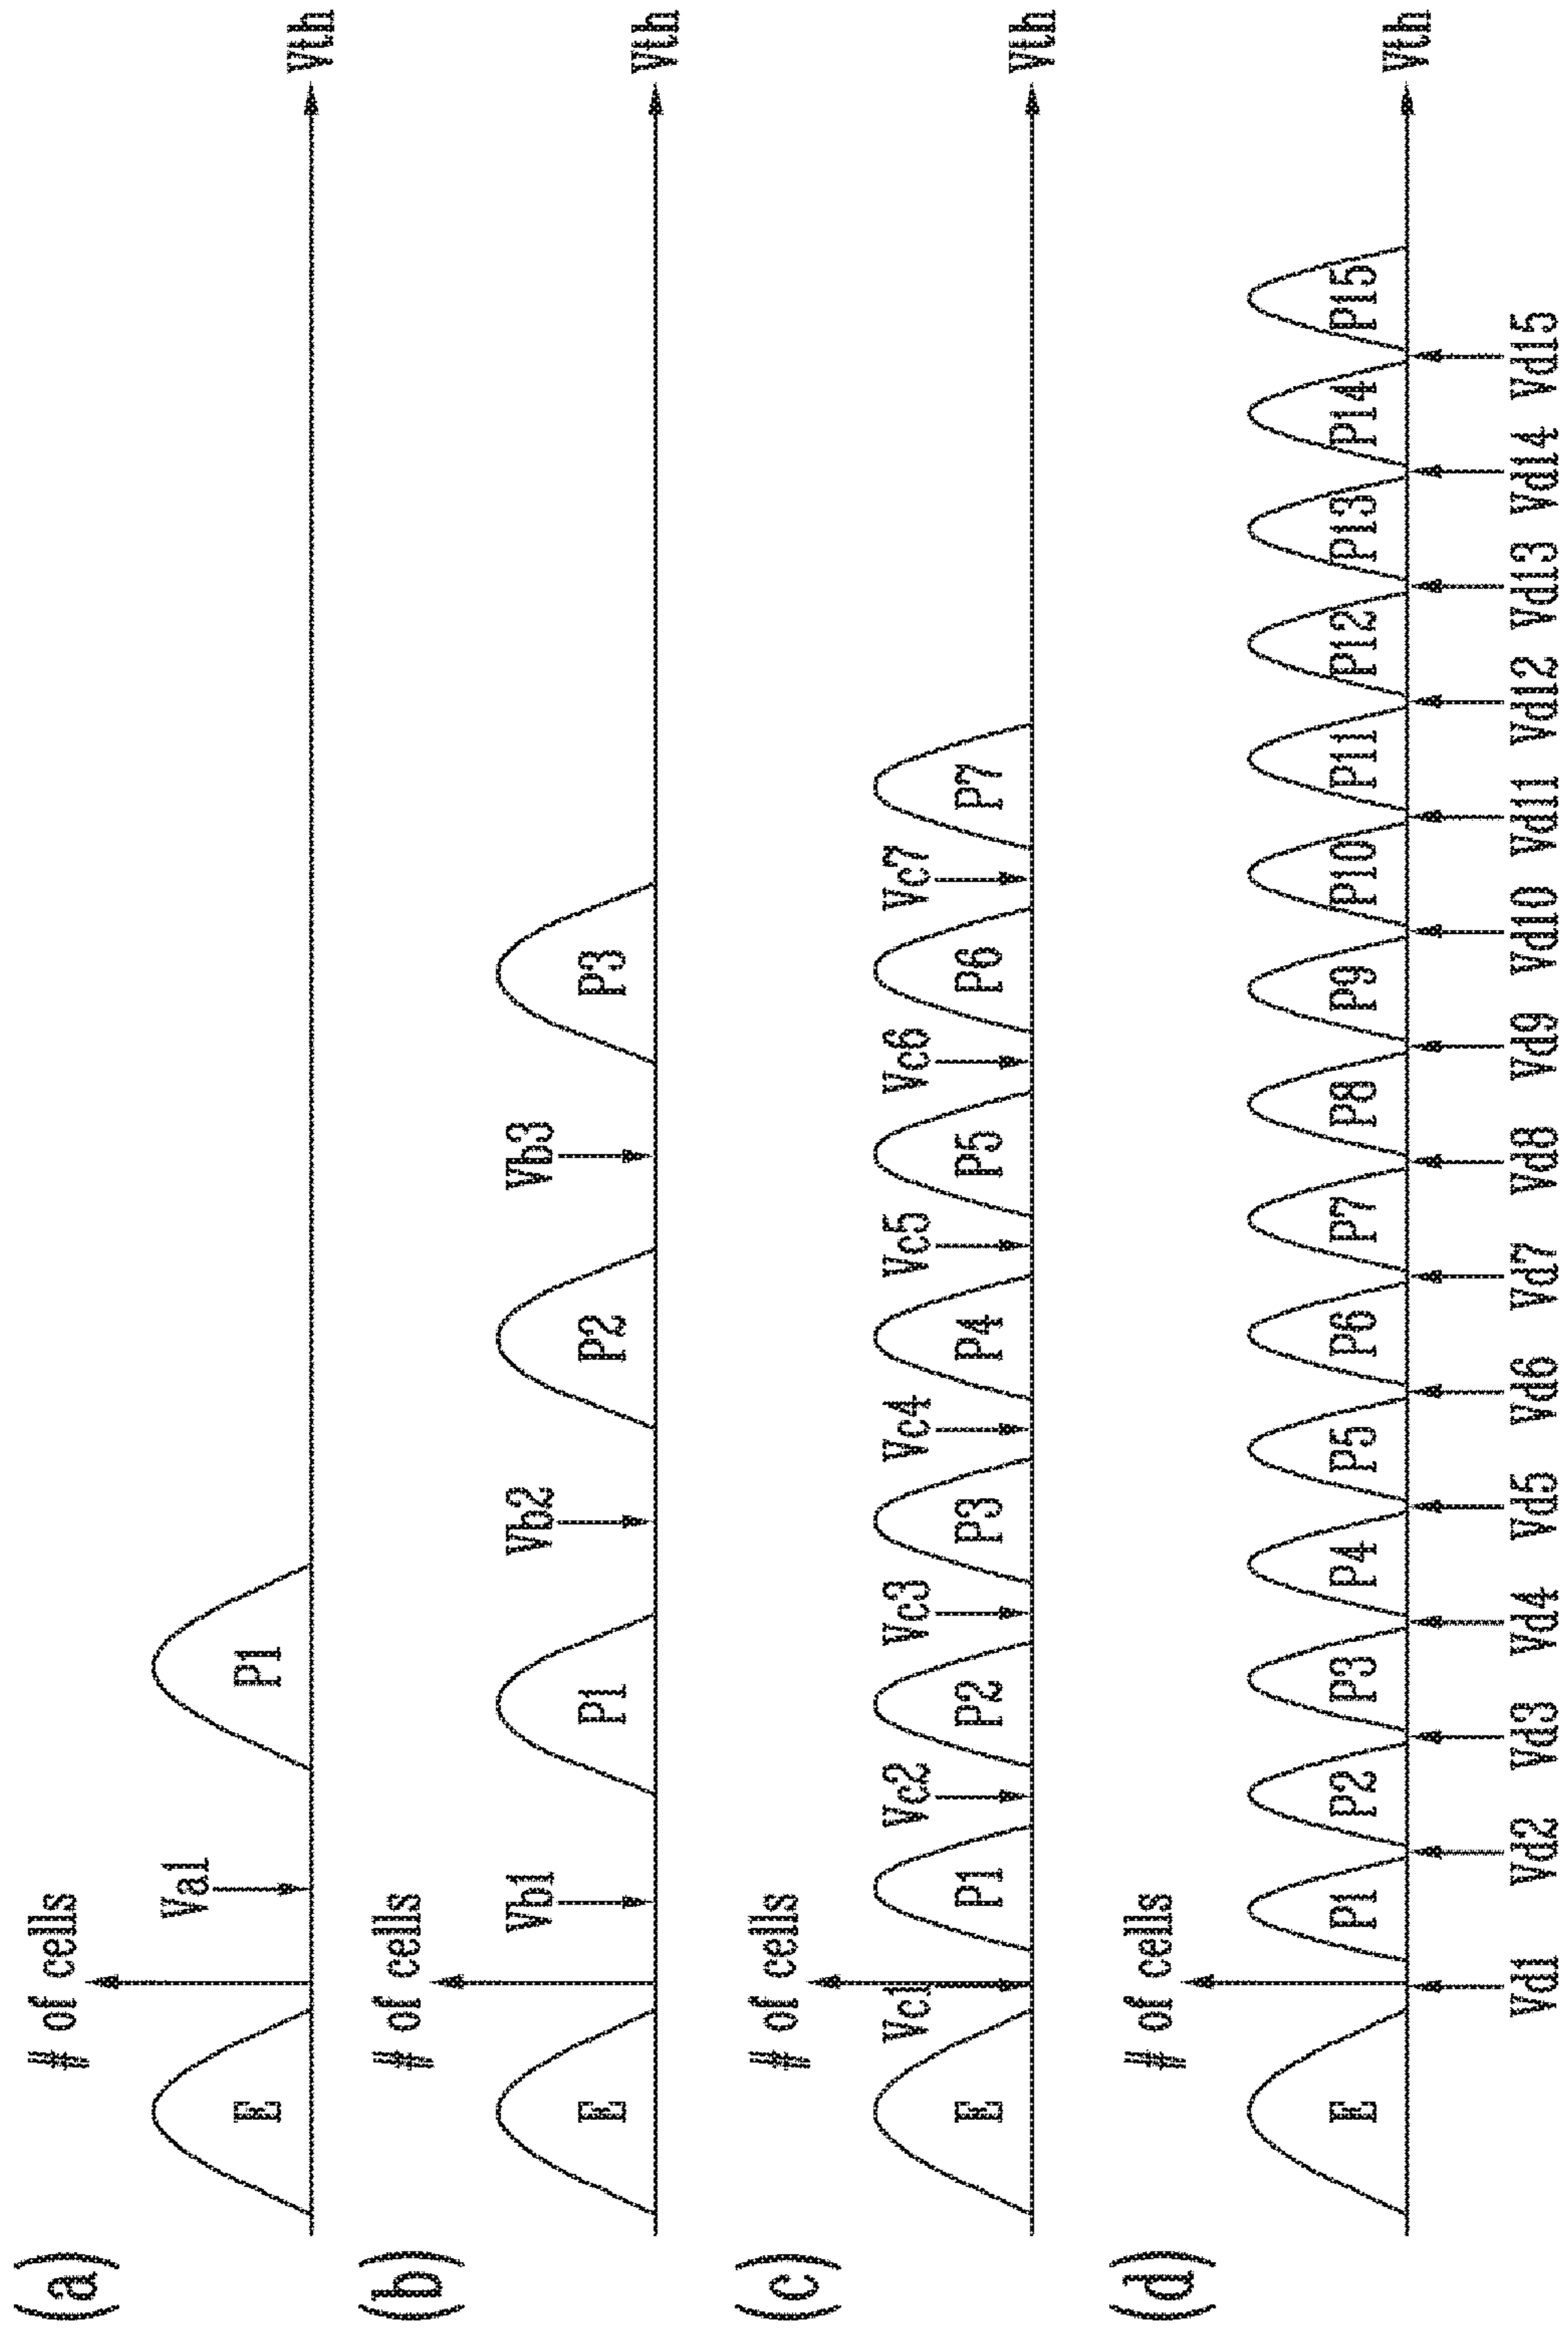 (a)
# of cells
Va1
E
P1
Vth
(b)
# of cells
Vb1
Vb2
Vb3
E
P1
P2
P3
Vth
(c)
# of cells
Vc1
Vc2
Vc3
Vc4
Vc5
Vc6
Vc7
E
P1
P2
P3
P4
P5
P6
P7
Vth
(d)
# of cells
E
P1
P2
P3
P4
P5
P6
P7
P8
P9
P10
P11
P12
P13
P14
P15
Vth
Vd1
Vd2
Vd3
Vd4
Vd5
Vd6
Vd7
Vd8
Vd9
Vd10
Vd11
Vd12
Vd13
Vd14
Vd15